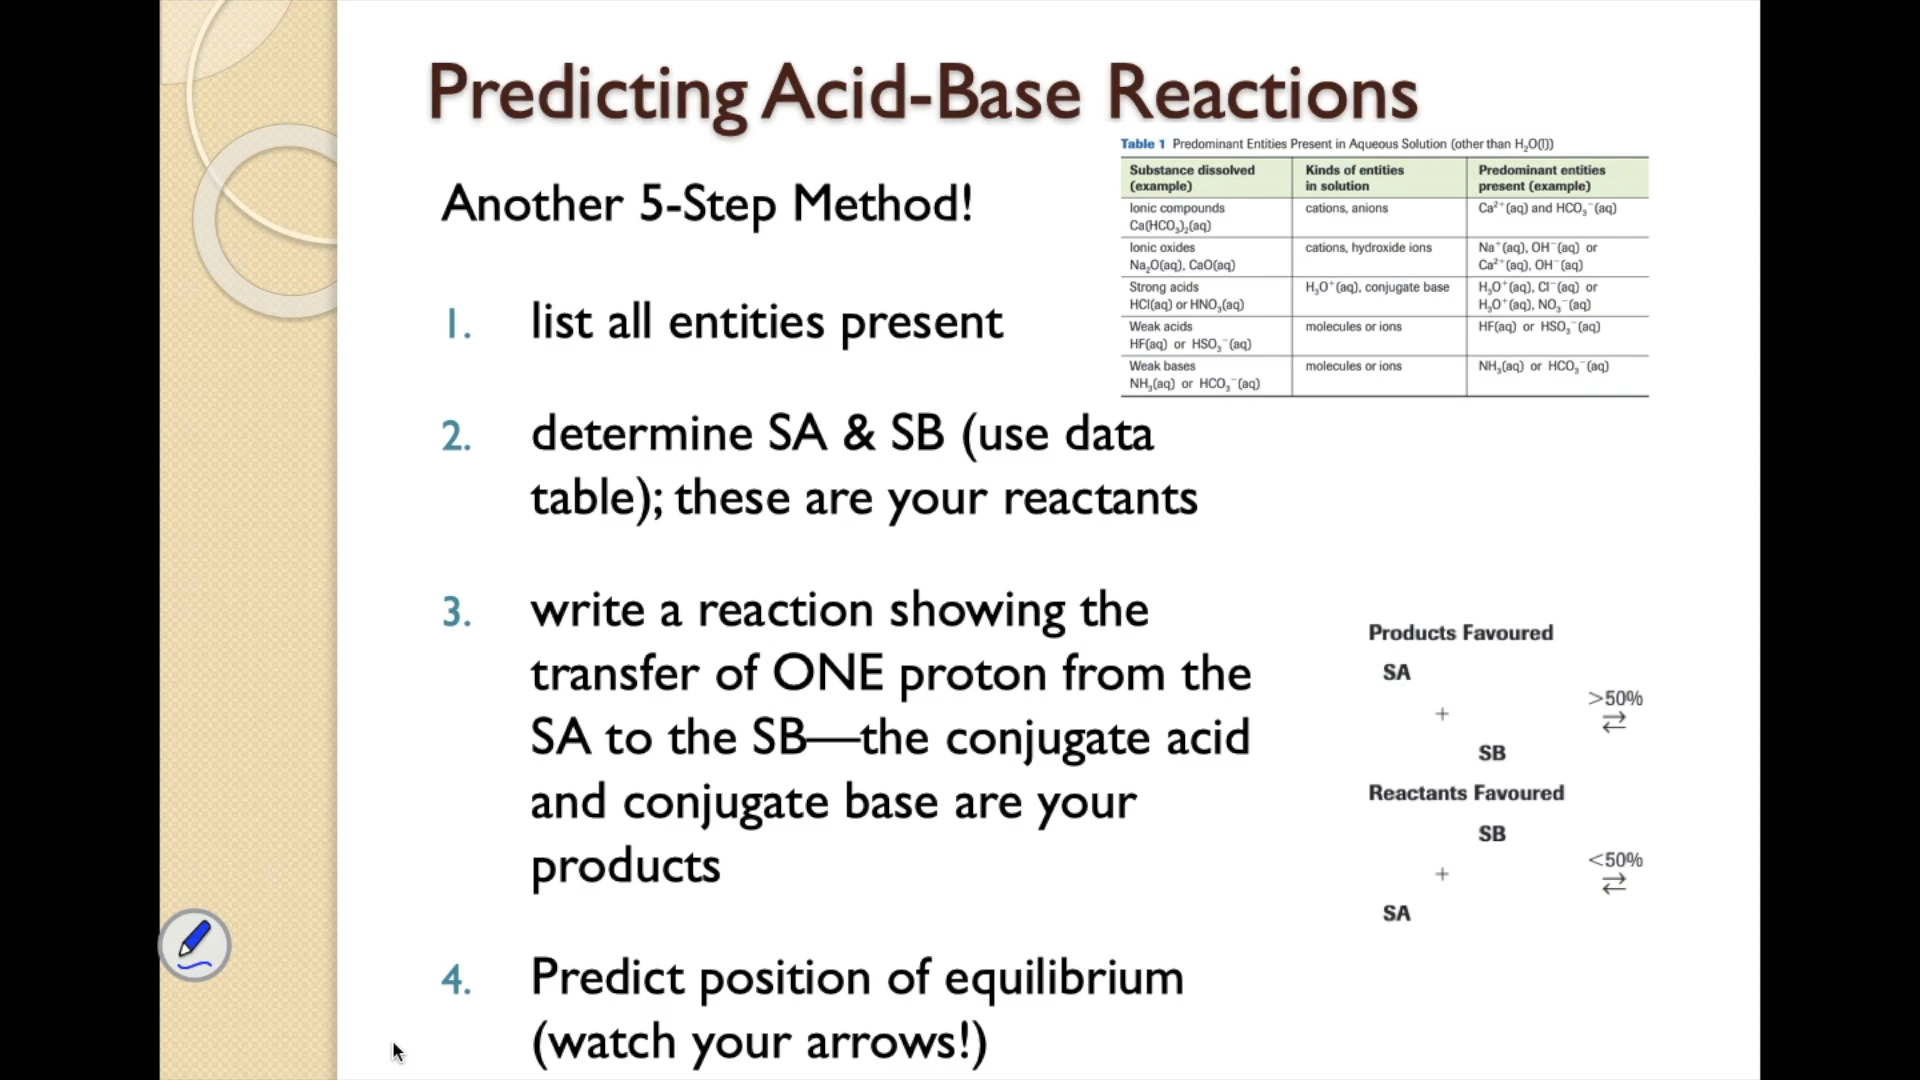 Predicting Acid-Base Reactions
Another 5-Step Method!
1. list all entities present
2. determine SA & SB (use data
table); these are your reactants
3. write a reaction showing the
transfer of ONE proton from the
SA to the SB—the conjugate acid
and conjugate base are your
products
4. Predict position of equilibrium
(watch your arrows!)
Table 1 Predominant Entities Present in Aqueous Solution (other than H₂O(l))
Substance dissolved (example) Kinds of entities in solution Predominant entities present (example)
Ionic compounds cations, anions Ca²⁺(aq) and HCO₃⁻(aq)
Ca(HCO₃)₂(aq)
Ionic oxides cations, hydroxide ions Na⁺(aq), OH⁻(aq) or
Na₂O(aq), CaO(aq) Ca²⁺(aq), OH⁻(aq)
Strong acids H₃O⁺(aq), conjugate base H₃O⁺(aq), Cl⁻(aq) or
HCl(aq) or HNO₃(aq) H₃O⁺(aq), NO₃⁻(aq)
Weak acids molecules or ions HF(aq) or HSO₃⁻(aq)
HF(aq) or HSO₃⁻(aq)
Weak bases molecules or ions NH₃(aq) or HCO₃⁻(aq)
NH₃(aq) or HCO₃⁻(aq)
Products Favoured
SA
>50%
+ ⇄
SB
Reactants Favoured
SB
<50%
+ ⇄
SA